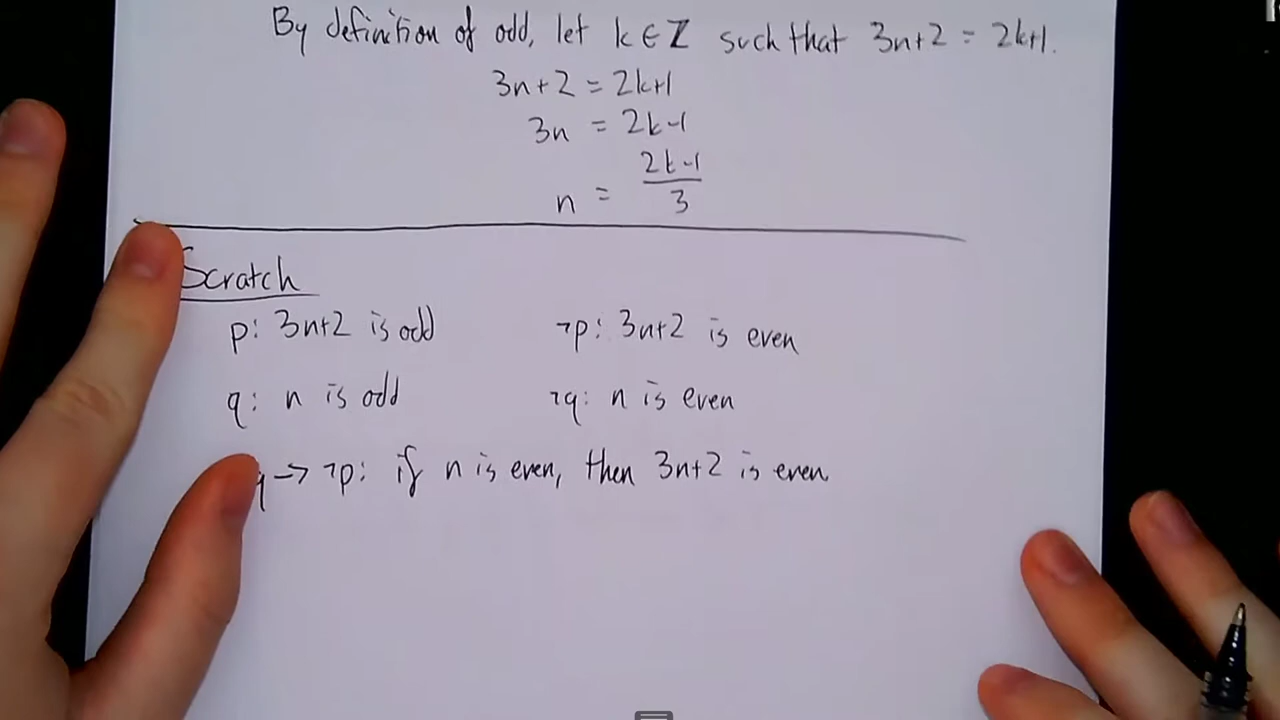 By definition of odd, let k ∈ ℤ such that 3n+2 = 2k+1.
3n+2 = 2k+1
3n = 2k-1
n = 2k-1/3
Scratch
p: 3n+2 is odd ¬p: 3n+2 is even
q: n is odd ¬q: n is even
q → ¬p: if n is even, then 3n+2 is even.